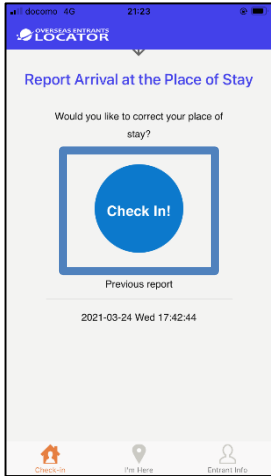 docomo 4G 21:23
OVERSEAS ENTRANTS
LOCATOR
Report Arrival at the Place of Stay
Would you like to correct your place of
stay?
Check In!
Previous report
2021-03-24 Wed 17:42:44
Check-in I'm Here Entrant Info